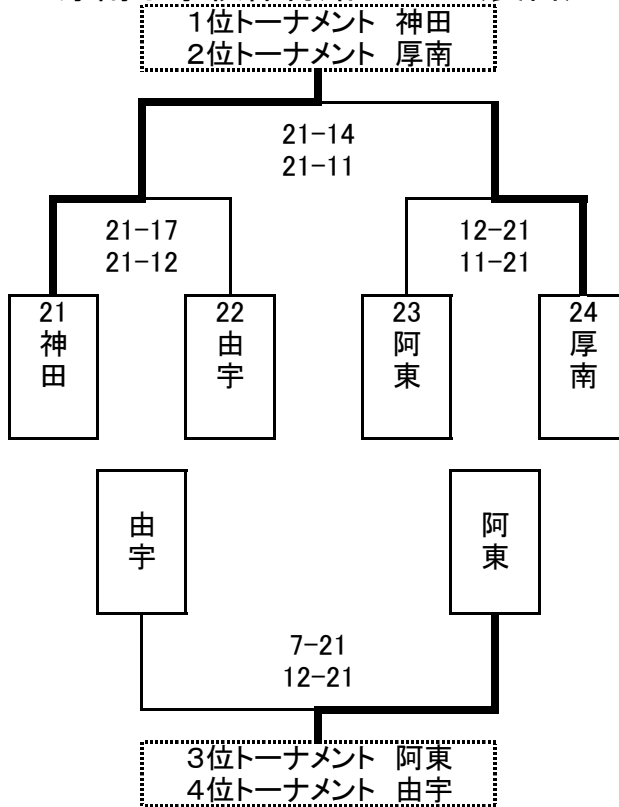 1位トーナメント 神田
2位トーナメント 厚南
21-14
21-11
21-17
21-12
12-21
11-21
21
神田
22
由宇
23
阿東
24
厚南
由宇
阿東
7-21
12-21
3位トーナメント 阿東
4位トーナメント 由宇